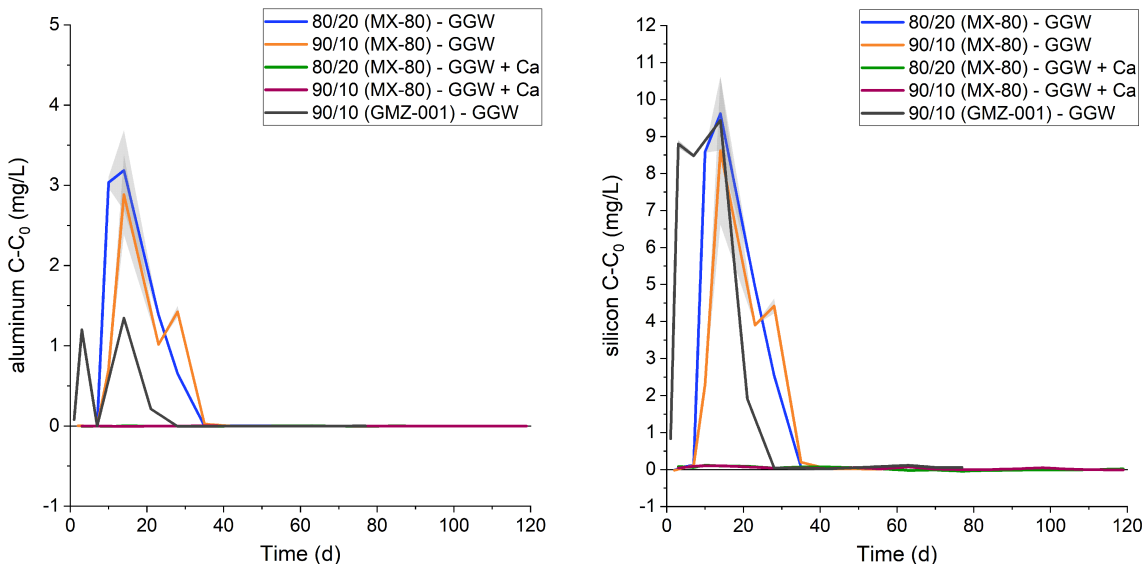 80/20 (MX-80) - GGW
90/10 (MX-80) - GGW
80/20 (MX-80) - GGW + Ca
90/10 (MX-80) - GGW + Ca
90/10 (GMZ-001) - GGW
5
4
3
2
1
0
-1
aluminum C-C0 (mg/L)
0 20 40 60 80 100 120
Time (d)
80/20 (MX-80) - GGW
90/10 (MX-80) - GGW
80/20 (MX-80) - GGW + Ca
90/10 (MX-80) - GGW + Ca
90/10 (GMZ-001) - GGW
12
11
10
9
8
7
6
5
4
3
2
1
0
-1
silicon C-C0 (mg/L)
0 20 40 60 80 100 120
Time (d)